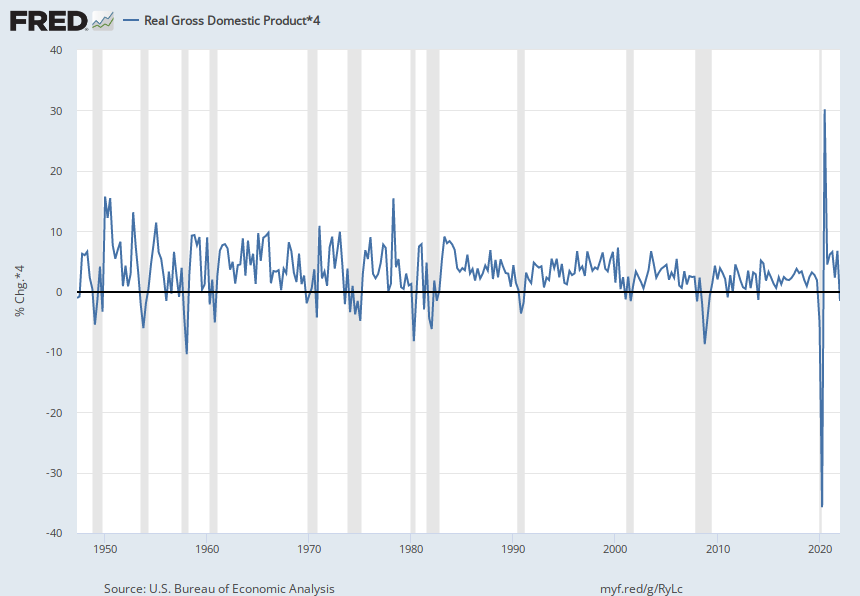 FRED Real Gross Domestic Product*4
40
30
20
10
0
-10
-20
-30
-40
% Chg.*4
1950 1960 1970 1980 1990 2000 2010 2020
Source: U.S. Bureau of Economic Analysis myf.red/g/RyLc